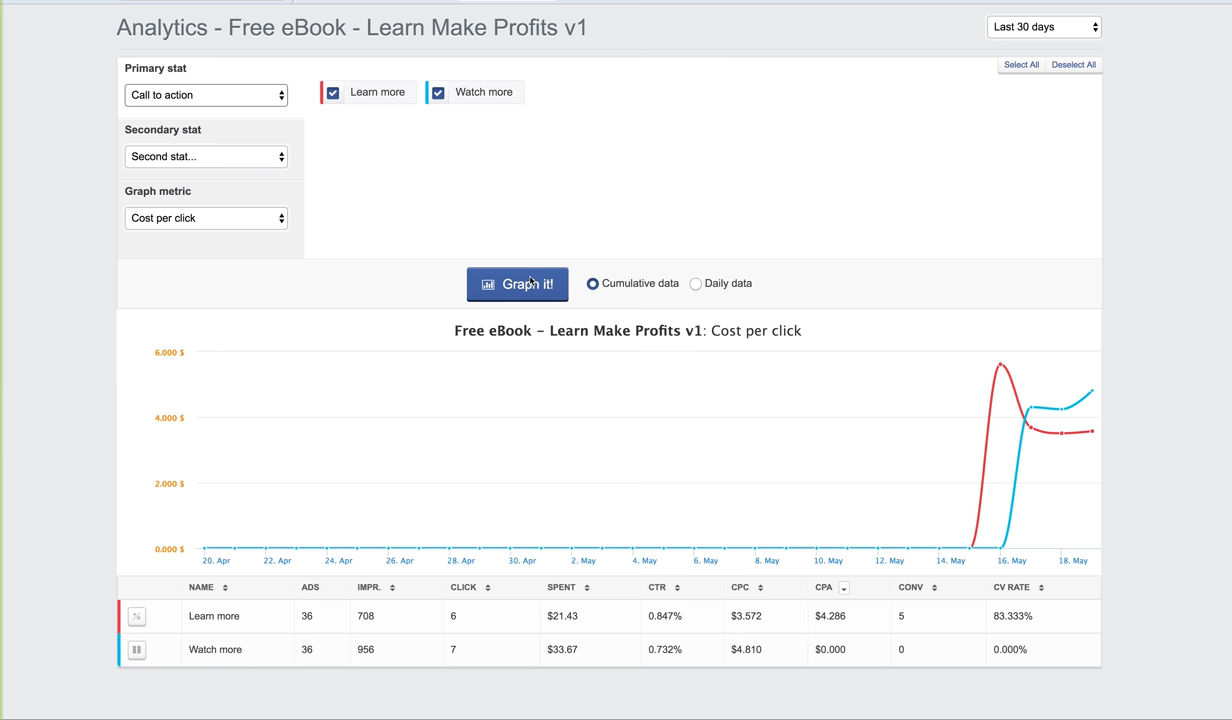 Analytics - Free eBook - Learn Make Profits v1
Last 30 days
Primary stat
Select All Deselect All
Call to action
Learn more Watch more
Secondary stat
Second stat...
Graph metric
Cost per click
Graph it! Cumulative data Daily data
Free eBook – Learn Make Profits v1: Cost per click
6.000 $
4.000 $
2.000 $
0.000 $
20. Apr 22. Apr 24. Apr 26. Apr 28. Apr 30. Apr 2. May 4. May 6. May 8. May 10. May 12. May 14. May 16. May 18. May
NAME ADS IMPR. CLICK SPENT CTR CPC CPA CONV CV RATE
Learn more 36 708 6 $21.43 0.847% $3.572 $4.286 5 83.333%
Watch more 36 956 7 $33.67 0.732% $4.810 $0.000 0 0.000%